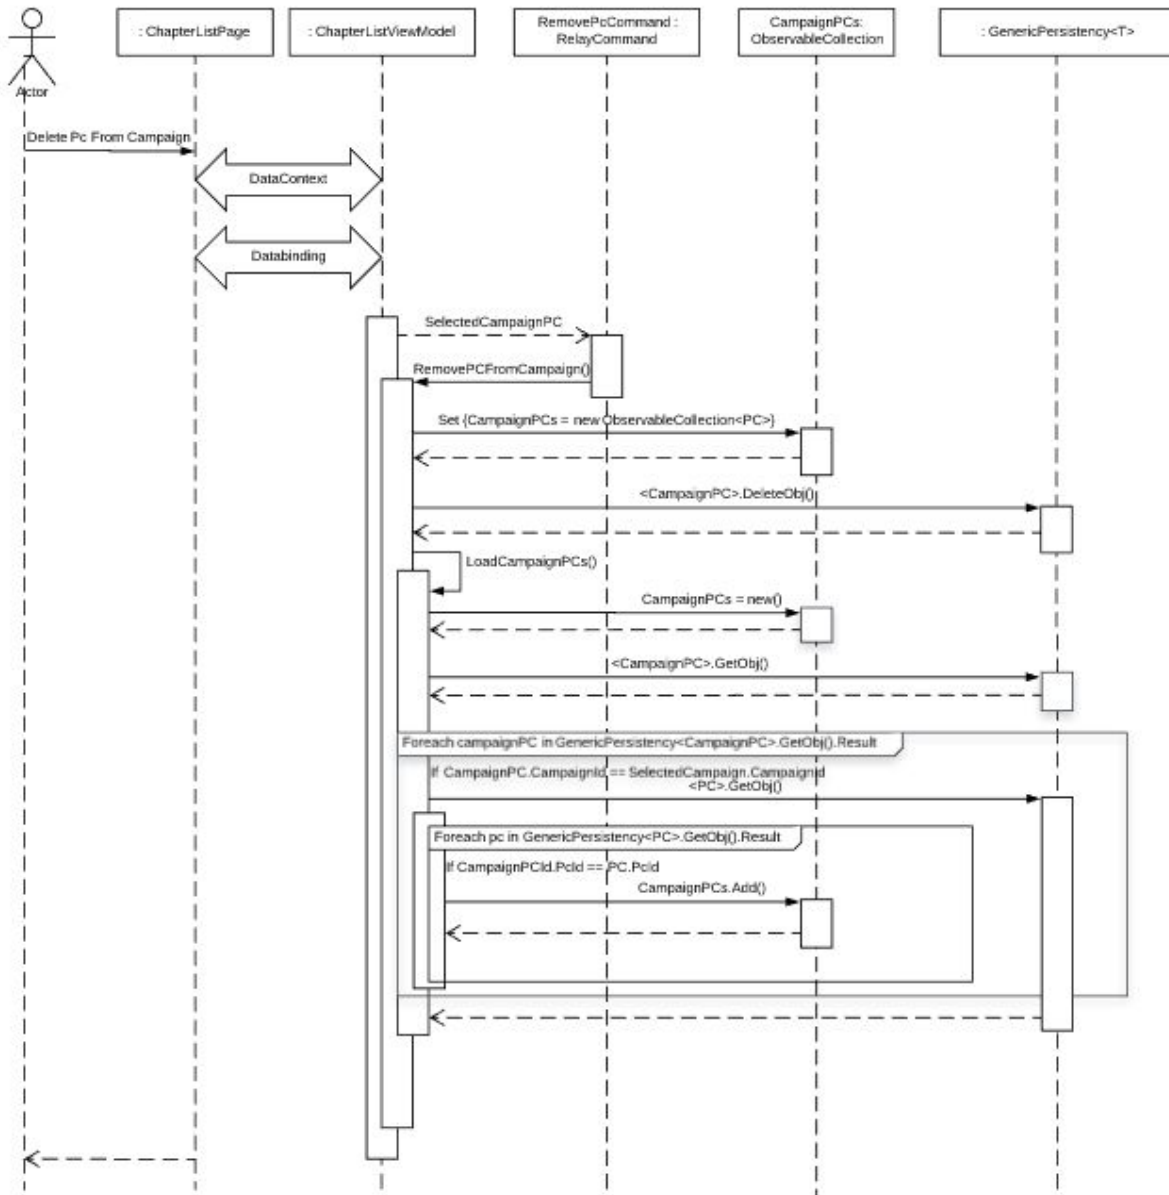 : ChapterListPage
: ChapterListViewModel
RemovePcCommand :
RelayCommand
CampaignPCs:
ObservableCollection
: GenericPersistency<T>
Actor
Delete Pc From Campaign
DataContext
Databinding
SelectedCampaignPC
RemovePCFromCampaign()
Set {CampaignPCs = new ObservableCollection<PC>}
<CampaignPC>.DeleteObj()
LoadCampaignPCs()
CampaignPCs = new()
<CampaignPC>.GetObj()
Foreach campaignPC in GenericPersistency<CampaignPC>.GetObj().Result
If CampaignPC.CampaignId == SelectedCampaign.CampaignId
<PC>.GetObj()
Foreach pc in GenericPersistency<PC>.GetObj().Result
If CampaignPCId.PcId == PC.PcId
CampaignPCs.Add()